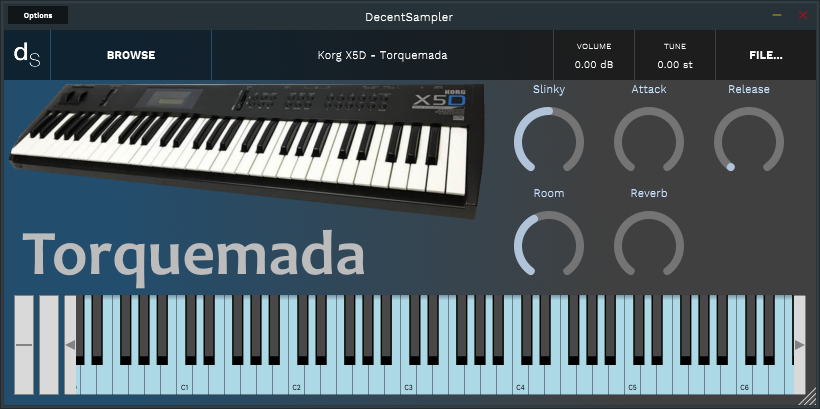 Options
DecentSampler
dS
BROWSE
Korg X5D - Torquemada
VOLUME
0.00 dB
TUNE
0.00 st
FILE...
KORG
X5D
Slinky
Attack
Release
Room
Reverb
Torquemada
C1
C2
C3
C4
C5
C6